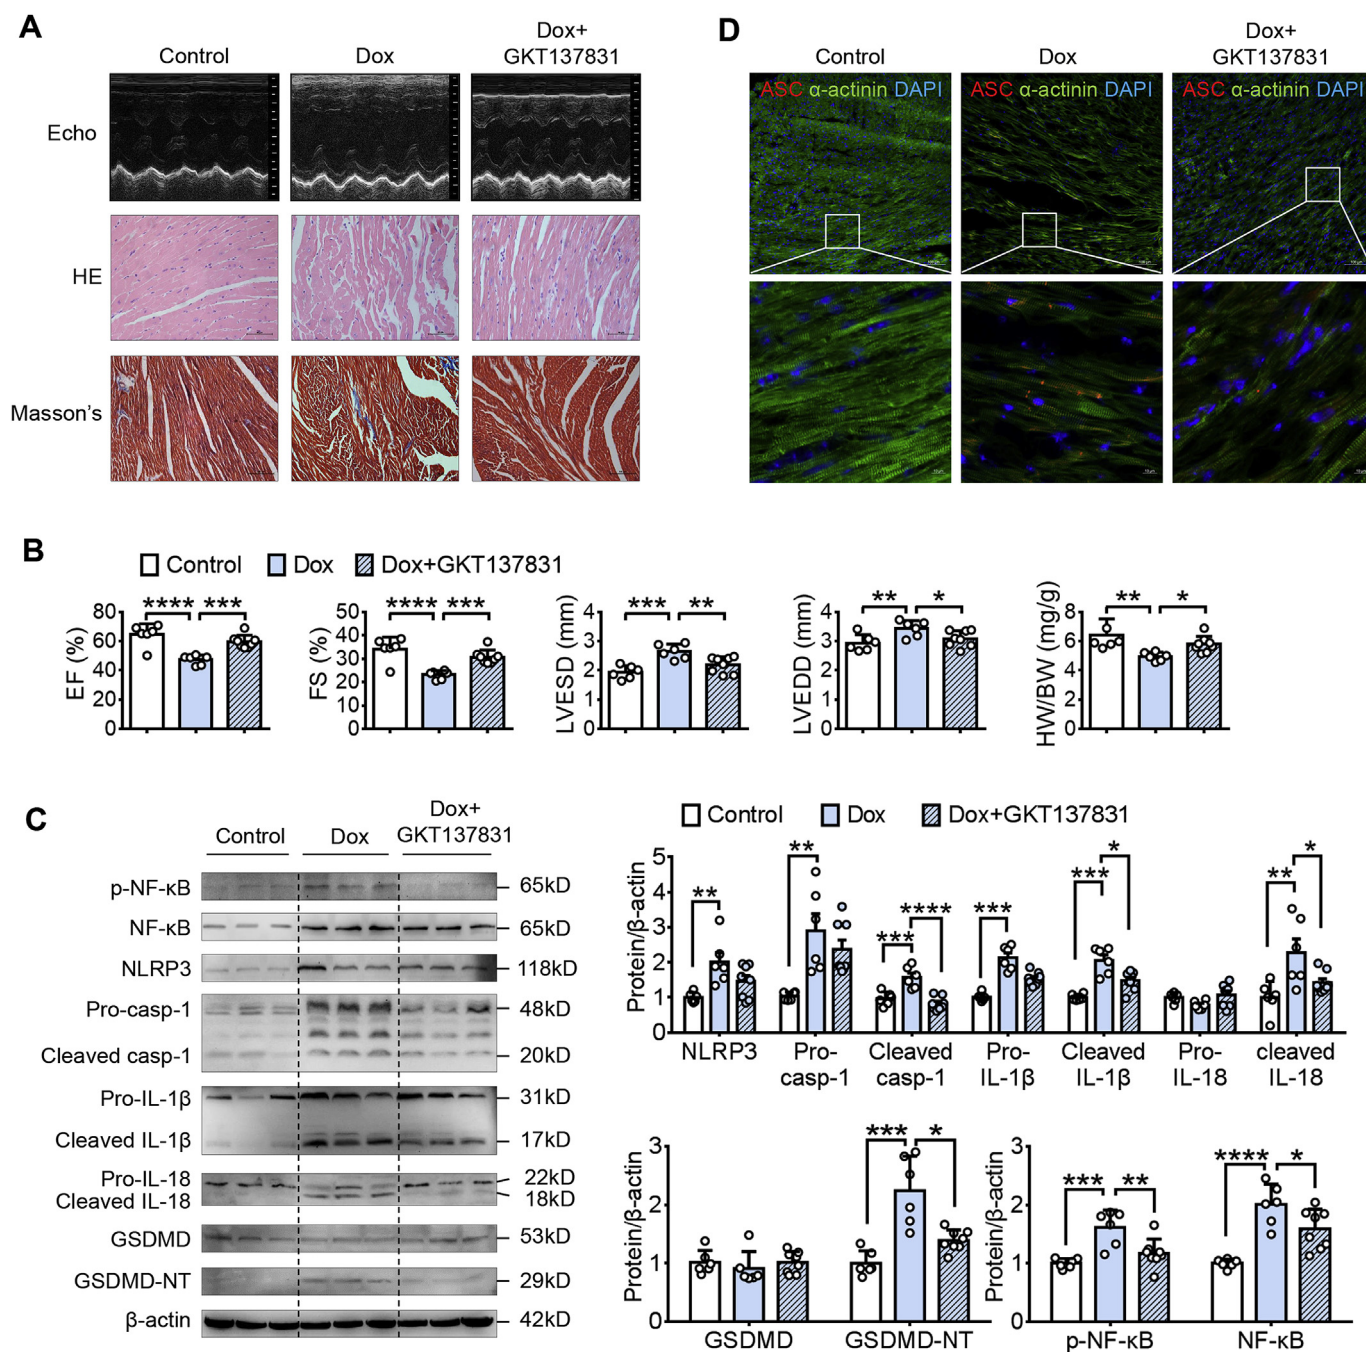 A
Control
Dox
Dox+
GKT137831
Echo
HE
Masson's
D
Control
Dox
Dox+
GKT137831
ASC α-actinin DAPI
ASC α-actinin DAPI
ASC α-actinin DAPI
B
Control
Dox
Dox+GKT137831
EF (%)
80
60
40
20
0
**** ***
FS (%)
50
40
30
20
10
0
**** ***
LVESD (mm)
4
3
2
1
0
*** **
LVEDD (mm)
4
3
2
1
0
** *
HW/BW (mg/g)
8
6
4
2
0
** *
C
Control
Dox
Dox+
GKT137831
p-NF-κB
65kD
NF-κB
65kD
NLRP3
118kD
Pro-casp-1
48kD
Cleaved casp-1
20kD
Pro-IL-1β
31kD
Cleaved IL-1β
17kD
Pro-IL-18
22kD
Cleaved IL-18
18kD
GSDMD
53kD
GSDMD-NT
29kD
β-actin
42kD
Control
Dox
Dox+GKT137831
Protein/β-actin
5
4
3
2
1
0
**
**
*** ****
***
*** *
** *
NLRP3
Pro-
casp-1
Cleaved
casp-1
Pro-
IL-1β
Cleaved
IL-1β
Pro-
IL-18
cleaved
IL-18
Protein/β-actin
3
2
1
0
*** *
GSDMD
GSDMD-NT
Protein/β-actin
3
2
1
0
*** **
**** *
p-NF-κB
NF-κB